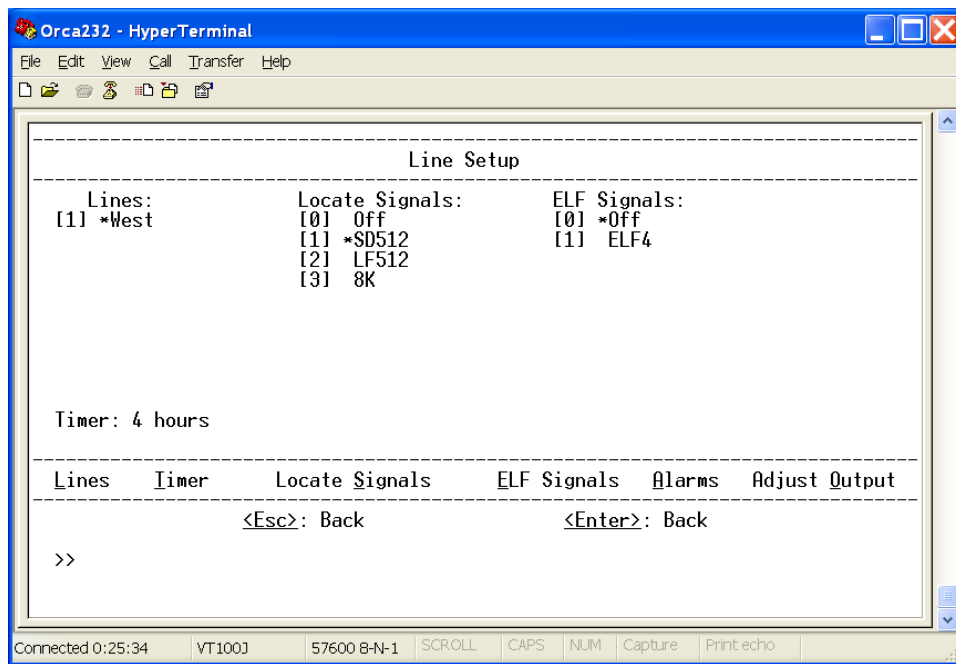 Orca232 - HyperTerminal
File Edit View Call Transfer Help
Line Setup
Lines: Locate Signals: ELF Signals:
[1] *West [0] Off [0] *Off
[1] *SD512 [1] ELF4
[2] LF512
[3] 8K
Timer: 4 hours
Lines Timer Locate Signals ELF Signals Alarms Adjust Output
<Esc>: Back <Enter>: Back
>>
Connected 0:25:34 VT100J 57600 8-N-1 SCROLL CAPS NUM Capture Print echo